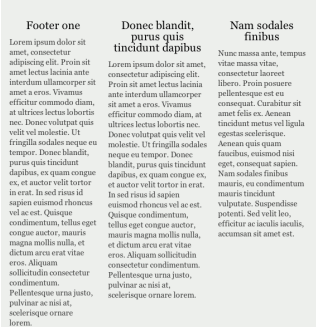 Footer one
Lorem ipsum dolor sit
amet, consectetur
adipiscing elit. Proin sit
amet lectus lacinia ante
interdum ullamcorper sit
amet a eros. Vivamus
efficitur commodo diam,
at ultrices lectus lobortis
nec. Donec volutpat quis
velit vel molestie. Ut
fringilla sodales neque eu
tempor. Donec blandit,
purus quis tincidunt
dapibus, ex quam congue
ex, et auctor velit tortor
in erat. In sed risus id
sapien euismod rhoncus
vel ac est. Quisque
condimentum, tellus eget
congue auctor, mauris
magna mollis nulla, et
dictum arcu erat vitae
eros. Aliquam
sollicitudin consectetur
condimentum.
Pellentesque urna justo,
pulvinar ac nisi at,
scelerisque ornare
lorem.
Donec blandit,
purus quis
tincidunt dapibus
Lorem ipsum dolor sit amet,
consectetur adipiscing elit.
Proin sit amet lectus lacinia
ante interdum ullamcorper
sit amet a eros. Vivamus
efficitur commodo diam, at
ultrices lectus lobortis nec.
Donec volutpat quis velit vel
molestie. Ut fringilla sodales
neque eu tempor. Donec
blandit, purus quis tincidunt
dapibus, ex quam congue ex,
et auctor velit tortor in erat.
In sed risus id sapien
euismod rhoncus vel ac est.
Quisque condimentum,
tellus eget congue auctor,
mauris magna mollis nulla,
et dictum arcu erat vitae
eros. Aliquam sollicitudin
consectetur condimentum.
Pellentesque urna justo,
pulvinar ac nisi at,
scelerisque ornare lorem.
Nam sodales
finibus
Nunc massa ante, tempus
vitae massa vitae,
consectetur laoreet
libero. Proin posuere
pellentesque est eu
consequat. Curabitur sit
amet felis ex. Aenean
tincidunt metus vel ligula
egestas scelerisque.
Aenean quis quam
faucibus, euismod nisi
eget, consequat sapien.
Nam sodales finibus
mauris, eu condimentum
mauris tincidunt
vulputate. Suspendisse
potenti. Sed velit leo,
efficitur ac iaculis iaculis,
accumsan sit amet est.